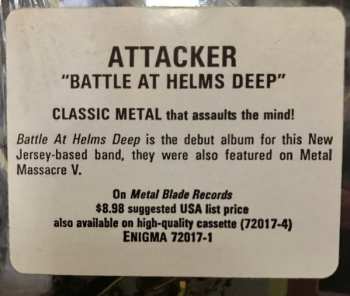 ATTACKER
"BATTLE AT HELMS DEEP"
CLASSIC METAL that assaults the mind!
Battle At Helms Deep is the debut album for this New
Jersey-based band, they were also featured on Metal
Massacre V.
On Metal Blade Records
$8.98 suggested USA list price
also available on high-quality cassette (72017-4)
ENIGMA 72017-1